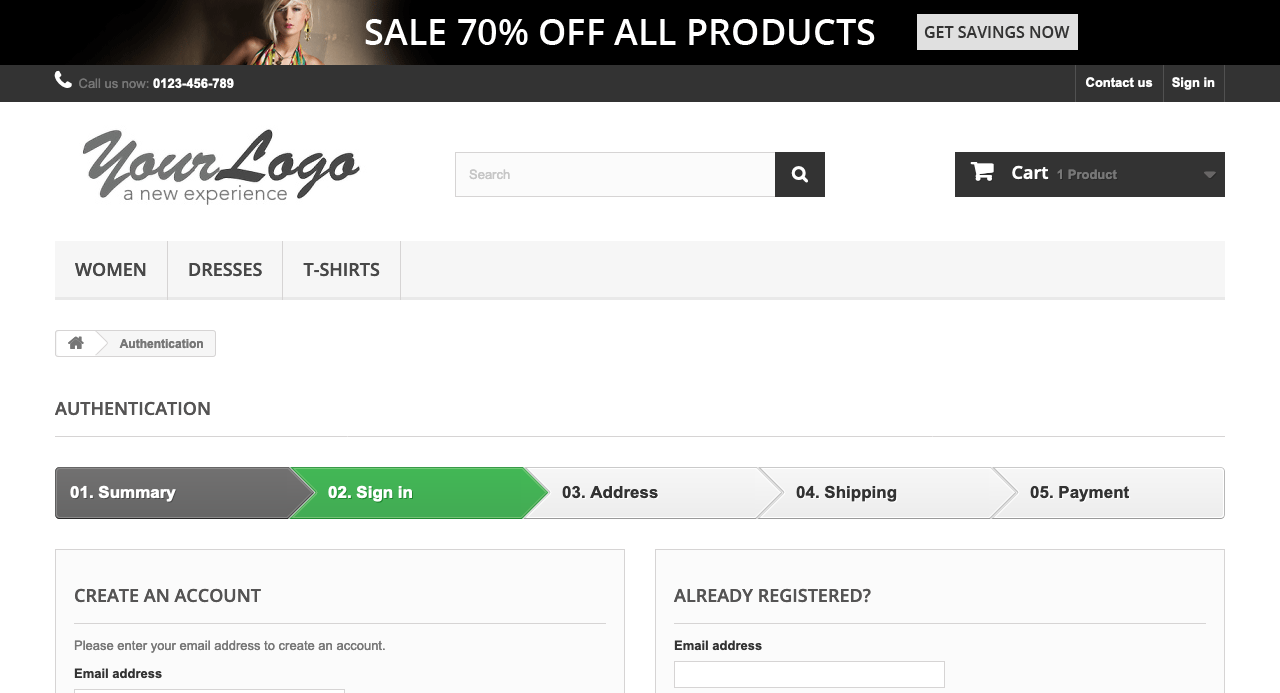 SALE 70% OFF ALL PRODUCTS GET SAVINGS NOW
Call us now: 0123-456-789 Contact us Sign in
YourLogo
a new experience
Search
Cart 1 Product
WOMEN DRESSES T-SHIRTS
Authentication
AUTHENTICATION
01. Summary 02. Sign in 03. Address 04. Shipping 05. Payment
CREATE AN ACCOUNT
Please enter your email address to create an account.
Email address
ALREADY REGISTERED?
Email address